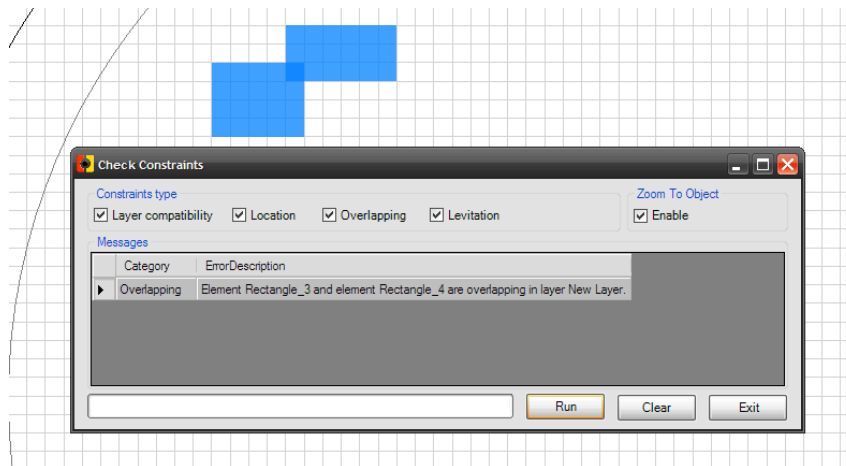 Check Constraints
Constraints type
Zoom To Object
Layer compatibility Location Overlapping Levitation
Enable
Messages
Category ErrorDescription
Overlapping Element Rectangle_3 and element Rectangle_4 are overlapping in layer New Layer.
Run Clear Exit